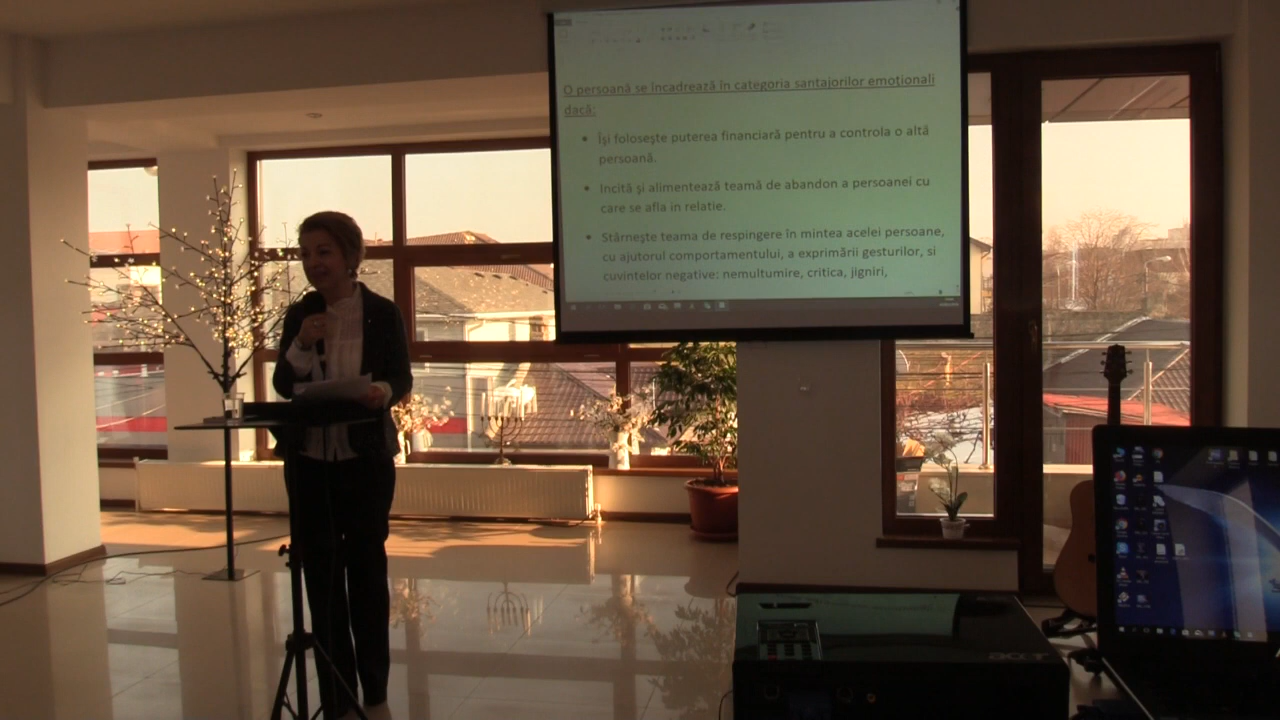 O persoană se încadrează în categoria santajorilor emoționali
dacă:
• Își folosește puterea financiară pentru a controla o altă
persoană.
• Incită și alimentează teamă de abandon a persoanei cu
care se afla in relatie.
• Stârnește teama de respingere în mintea acelei persoane,
cu ajutorul comportamentului, a exprimării gesturilor, si
cuvintelor negative: nemultumire, critica, jigniri,
acer